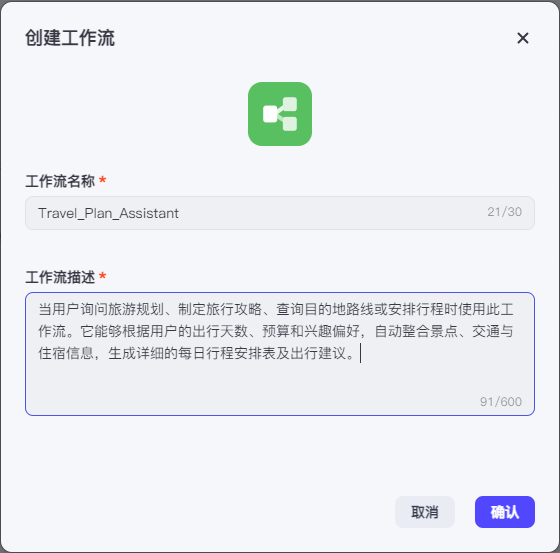 创建工作流
工作流名称 *
Travel_Plan_Assistant 21/30
工作流描述 *
当用户询问旅游规划、制定旅行攻略、查询目的地路线或安排行程时使用此工
作流。它能够根据用户的出行天数、预算和兴趣偏好，自动整合景点、交通与
住宿信息，生成详细的每日行程安排表及出行建议。
91/600
取消 确认